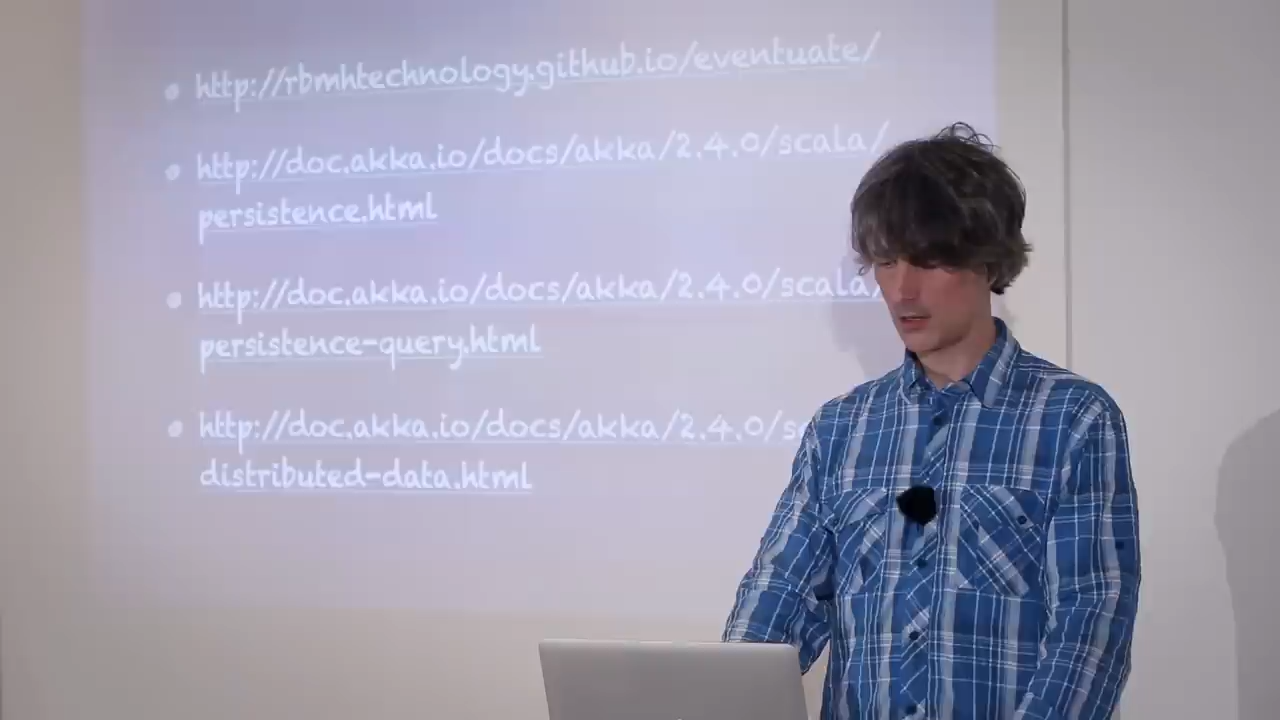 http://rbmhtechnology.github.io/eventuate/
http://doc.akka.io/docs/akka/2.4.0/scala/
persistence.html
http://doc.akka.io/docs/akka/2.4.0/scala/
persistence-query.html
http://doc.akka.io/docs/akka/2.4.0/s
distributed-data.html